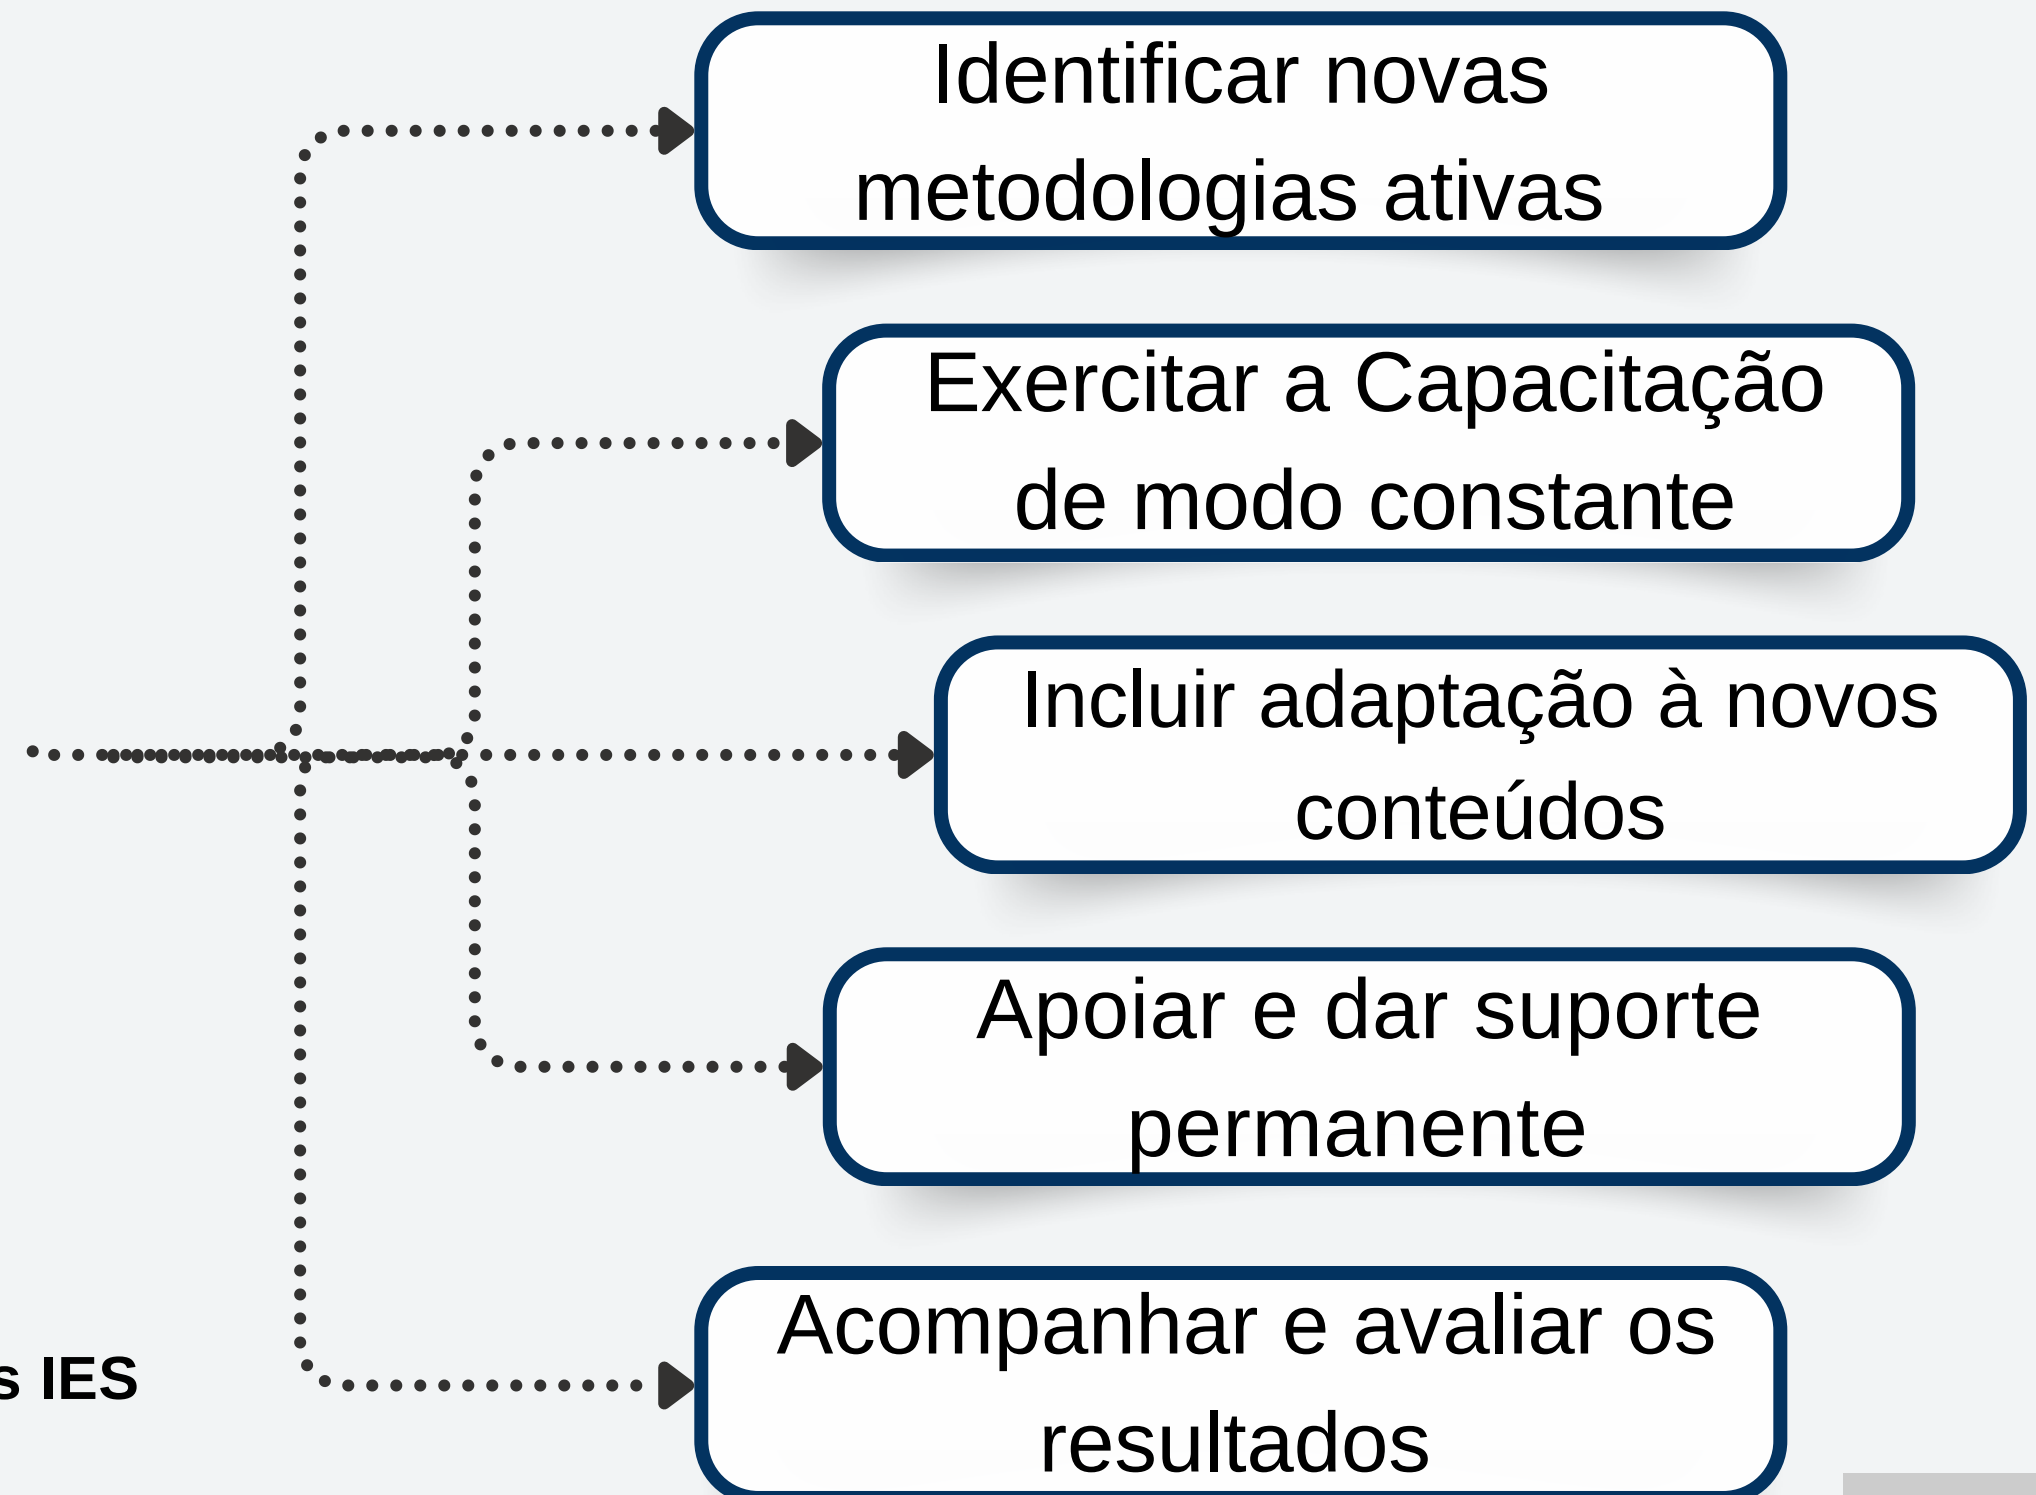 Identificar novas
metodologias ativas
Exercitar a Capacitação
de modo constante
Incluir adaptação à novos
conteúdos
Apoiar e dar suporte
permanente
Acompanhar e avaliar os
resultados
s IES